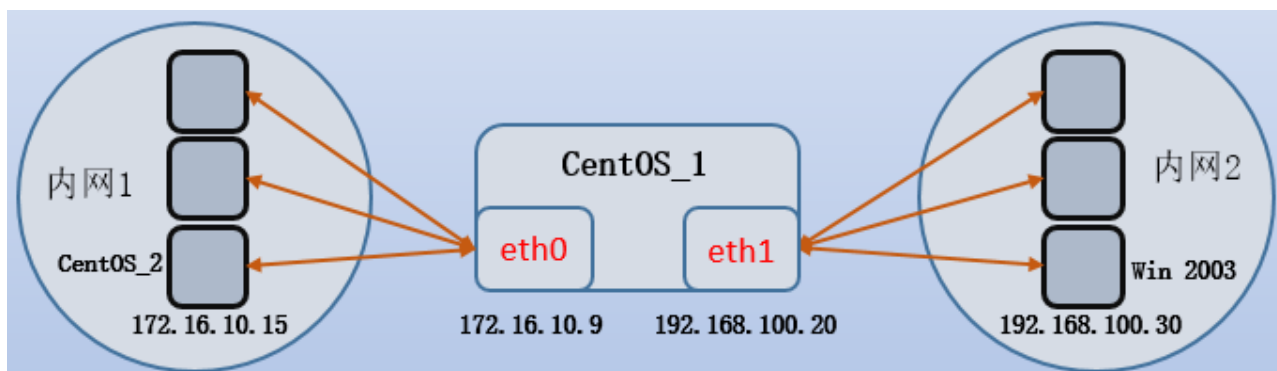 内网1
CentOS_2
172.16.10.15
CentOS_1
eth0
eth1
172.16.10.9
192.168.100.20
内网2
Win 2003
192.168.100.30